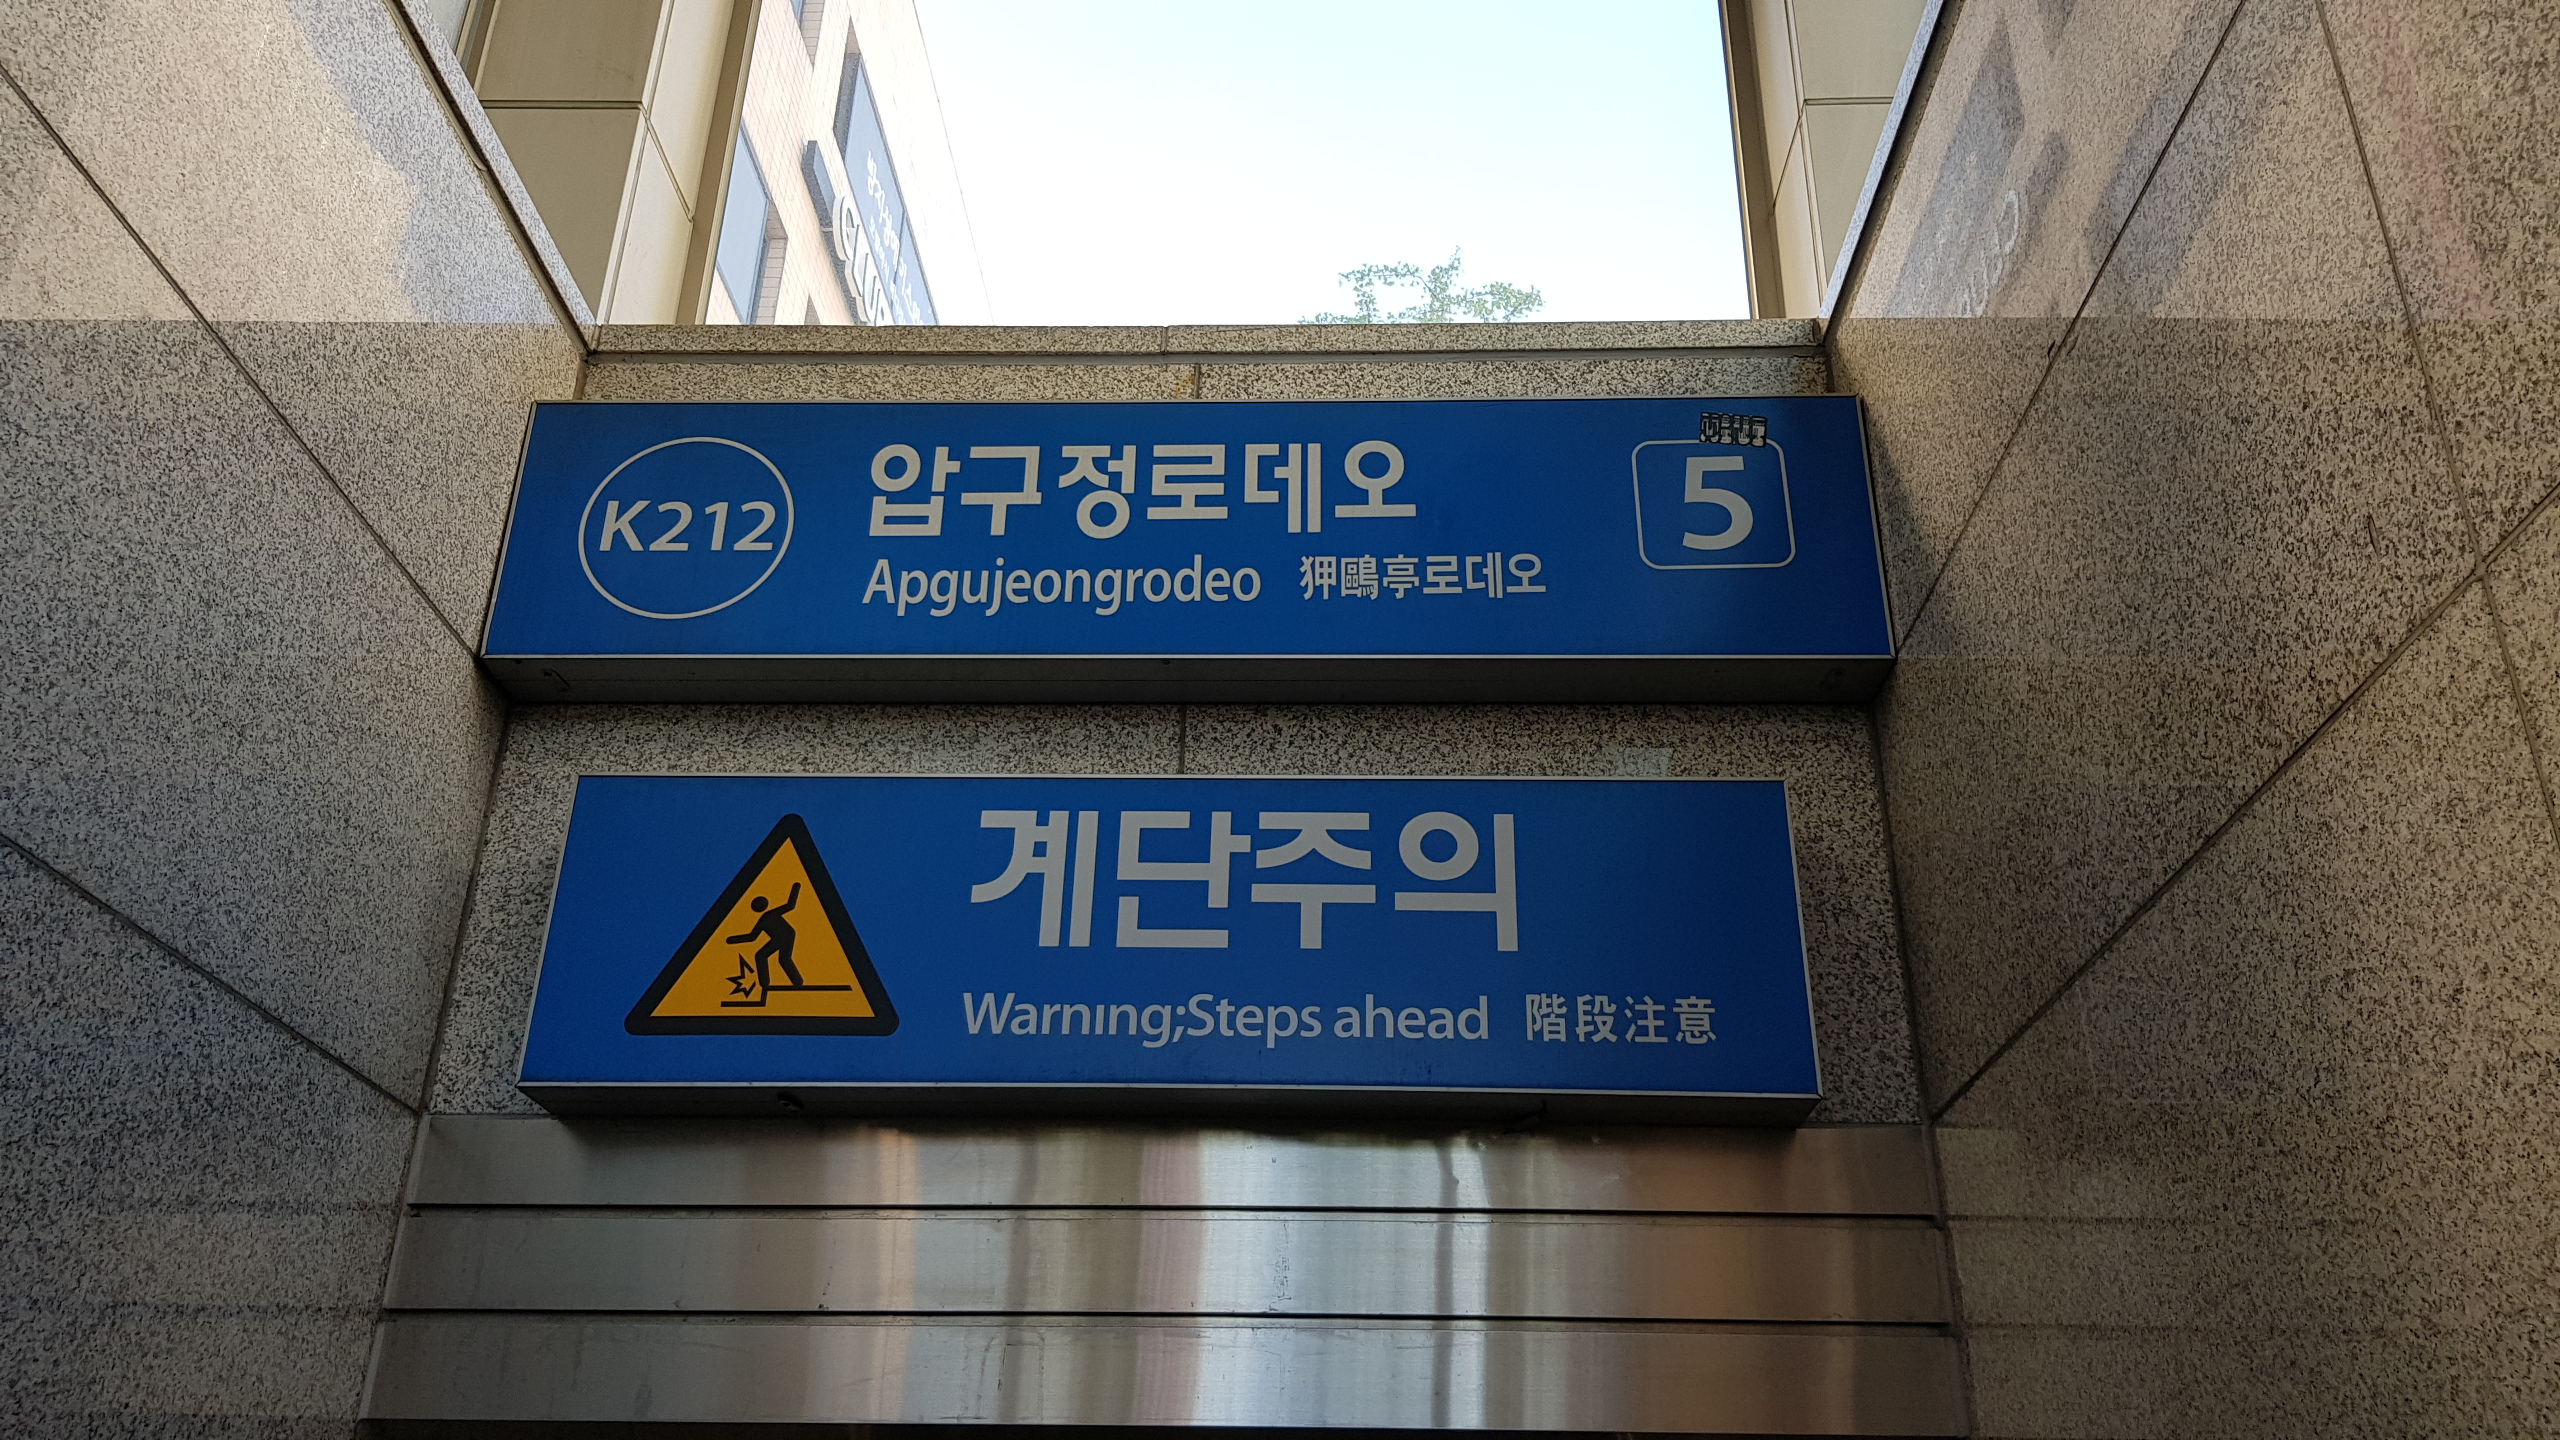 K212
압구정로데오
Apgujeongrodeo 狎鷗亭로데오
5
계단주의
Warning;Steps ahead 階段注意